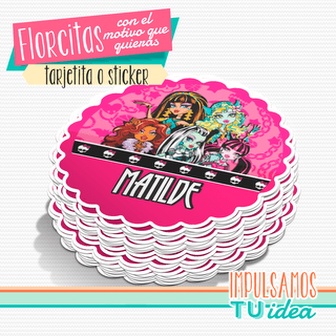 Florcitas
con el
motivo que
quieras
tarjetita o sticker
MATILDE
IMPULSAMOS
TU idea